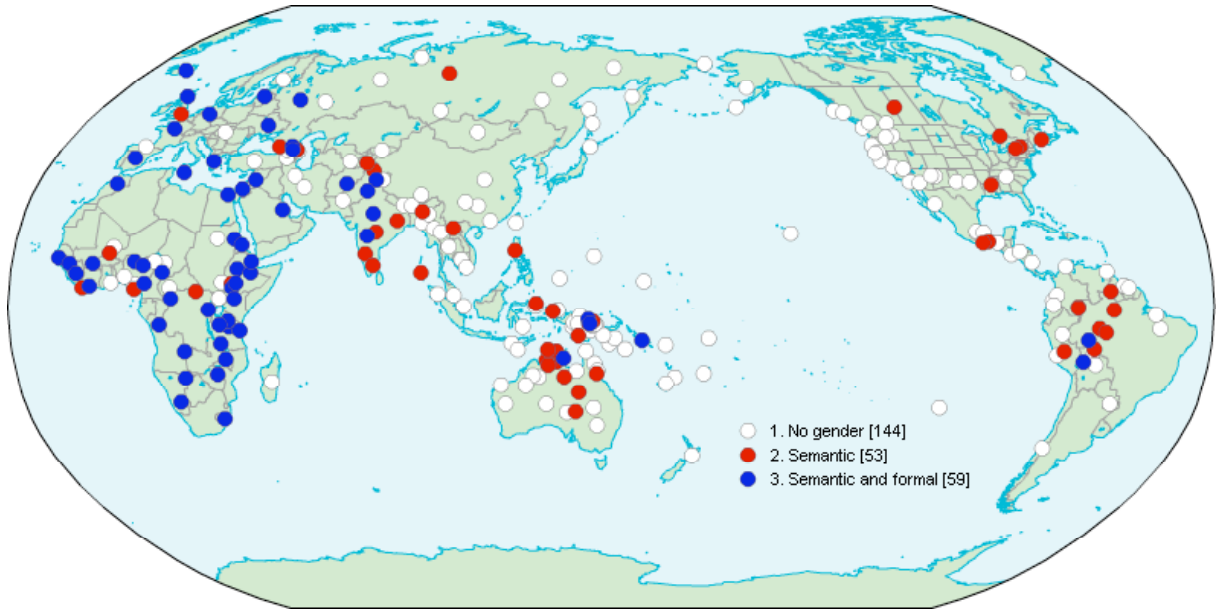 1. No gender [144]
2. Semantic [53]
3. Semantic and formal [59]